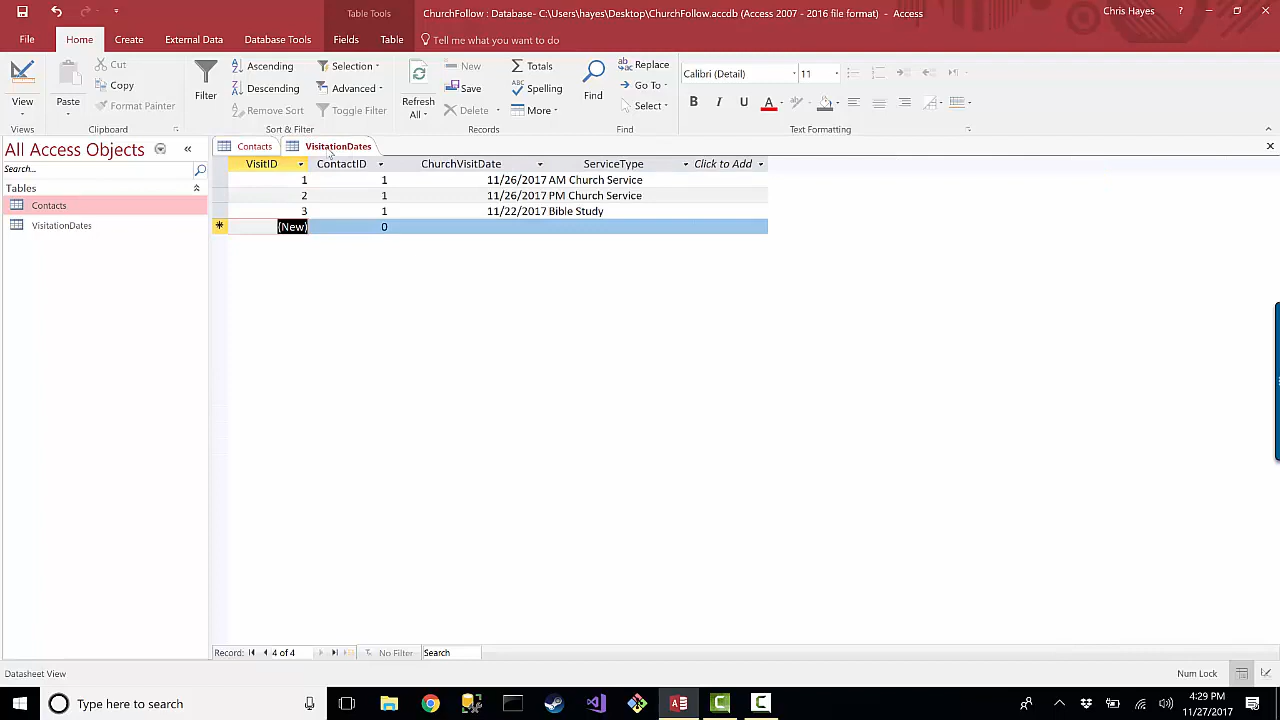 Table Tools
ChurchFollow : Database- C:\Users\hayes\Desktop\ChurchFollow.accdb (Access 2007 - 2016 file format) - Access
Chris Hayes
?
File
Home
Create
External Data
Database Tools
Fields
Table
Tell me what you want to do
View
Views
Paste
Cut
Copy
Format Painter
Clipboard
Filter
Ascending
Descending
Remove Sort
Selection
Advanced
Toggle Filter
Sort & Filter
Refresh
All
New
Save
Delete
Totals
Spelling
More
Records
Find
Replace
Go To
Select
Find
Calibri (Detail)
11
B I U A
Text Formatting
All Access Objects
Search...
Tables
Contacts
VisitationDates
Contacts
VisitationDates
VisitID ContactID ChurchVisitDate ServiceType Click to Add
1 1 11/26/2017 AM Church Service
2 1 11/26/2017 PM Church Service
3 1 11/22/2017 Bible Study
(New) 0
Record: 4 of 4 No Filter Search
Datasheet View
Num Lock
Type here to search
4:29 PM
11/27/2017